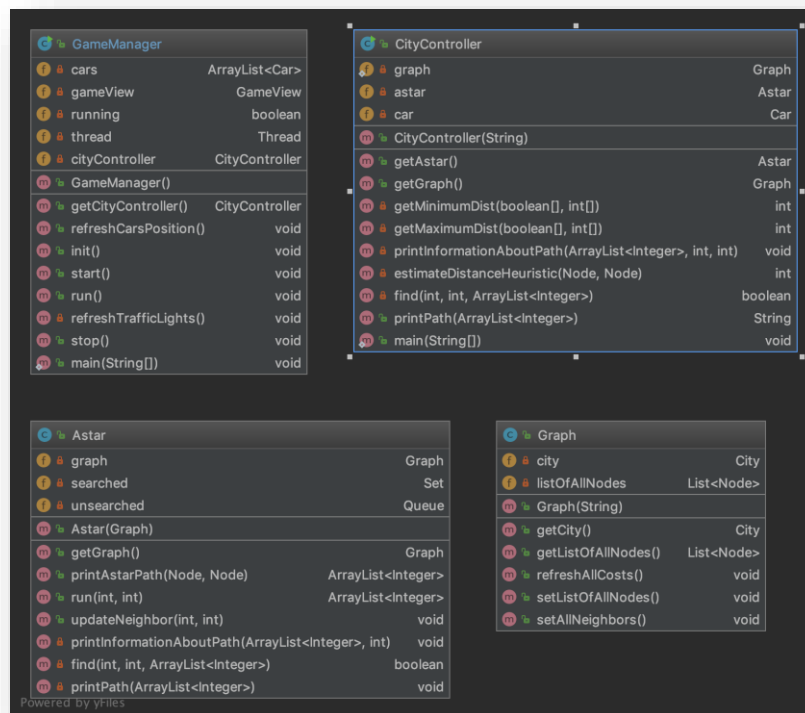 GameManager
cars ArrayList<Car>
gameView GameView
running boolean
thread Thread
cityController CityController
GameManager()
getCityController() CityController
refreshCarsPosition() void
init() void
start() void
run() void
refreshTrafficLights() void
stop() void
main(String[]) void
CityController
graph Graph
astar Astar
car Car
CityController(String)
getAstar() Astar
getGraph() Graph
getMinimumDist(boolean[], int[]) int
getMaximumDist(boolean[], int[]) int
printInformationAboutPath(ArrayList<Integer>, int, int) void
estimateDistanceHeuristic(Node, Node) int
find(int, int, ArrayList<Integer>) boolean
printPath(ArrayList<Integer>) String
main(String[]) void
Astar
graph Graph
searched Set
unsearched Queue
Astar(Graph)
getGraph() Graph
printAstarPath(Node, Node) ArrayList<Integer>
run(int, int) ArrayList<Integer>
updateNeighbor(int, int) void
printInformationAboutPath(ArrayList<Integer>, int) void
find(int, int, ArrayList<Integer>) boolean
printPath(ArrayList<Integer>) void
Graph
city City
listOfAllNodes List<Node>
Graph(String)
getCity() City
getListOfAllNodes() List<Node>
refreshAllCosts() void
setListOfAllNodes() void
setAllNeighbors() void
Powered by yFiles